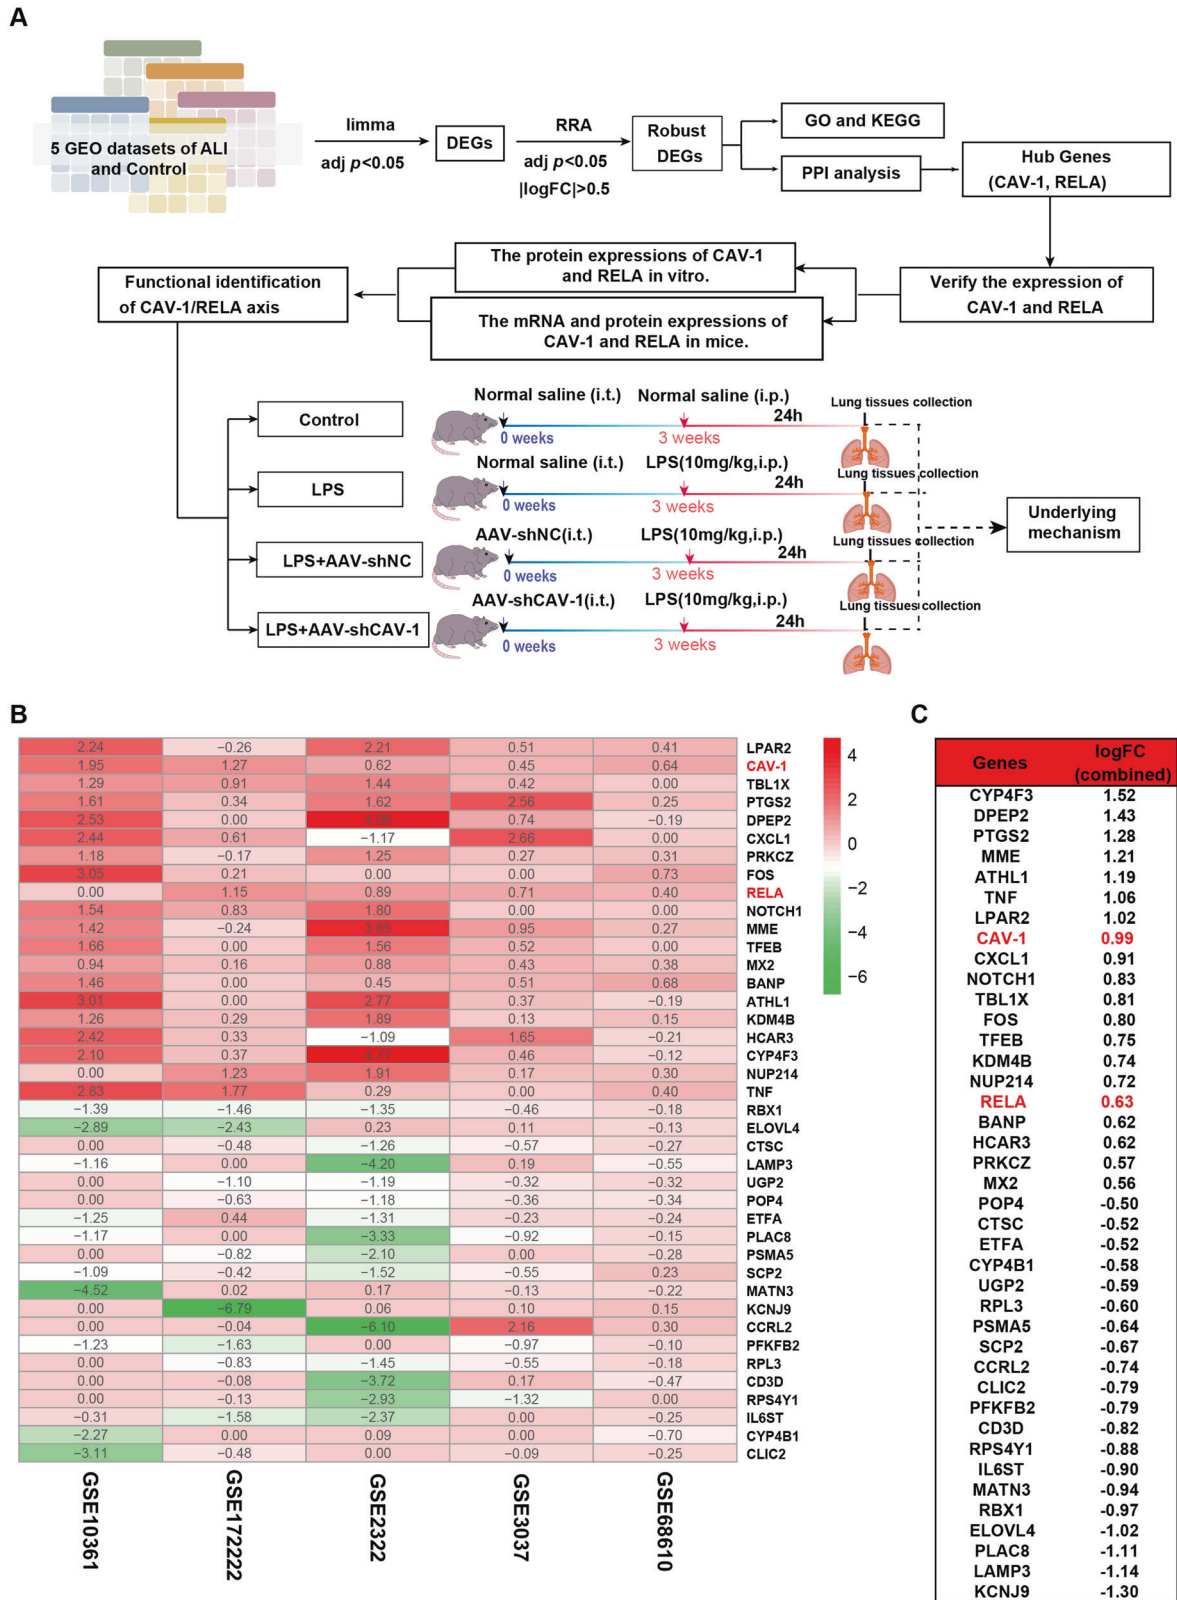 A
5 GEO datasets of ALI
and Control
limma
adj p<0.05
DEGs
RRA
adj p<0.05
|logFC|>0.5
Robust
DEGs
GO and KEGG
PPI analysis
Hub Genes
(CAV-1, RELA)
Verify the expression of
CAV-1 and RELA
The protein expressions of CAV-1
and RELA in vitro.
The mRNA and protein expressions of
CAV-1 and RELA in mice.
Functional identification
of CAV-1/RELA axis
Control
Normal saline (i.t.)
0 weeks
Normal saline (i.p.)
3 weeks
24h
Lung tissues collection
LPS
Normal saline (i.t.)
0 weeks
LPS(10mg/kg,i.p.)
3 weeks
24h
Lung tissues collection
LPS+AAV-shNC
AAV-shNC(i.t.)
0 weeks
LPS(10mg/kg,i.p.)
3 weeks
24h
Lung tissues collection
LPS+AAV-shCAV-1
AAV-shCAV-1(i.t.)
0 weeks
LPS(10mg/kg,i.p.)
3 weeks
24h
Lung tissues collection
Underlying
mechanism
B
2.24 −0.26 2.21 0.51 0.41 LPAR2
1.95 1.27 0.62 0.45 0.64 CAV-1
1.29 0.91 1.44 0.42 0.00 TBL1X
1.61 0.34 1.62 2.56 0.25 PTGS2
2.53 0.00 0.74 −0.19 DPEP2
2.44 0.61 −1.17 2.66 0.00 CXCL1
1.18 −0.17 1.25 0.27 0.31 PRKCZ
3.05 0.21 0.00 0.00 0.73 FOS
0.00 1.15 0.89 0.71 0.40 RELA
1.54 0.83 1.80 0.00 0.00 NOTCH1
1.42 −0.24 3.65 0.95 0.27 MME
1.66 0.00 1.56 0.52 0.00 TFEB
0.94 0.16 0.88 0.43 0.38 MX2
1.46 0.00 0.45 0.51 0.68 BANP
3.01 0.00 2.77 0.37 −0.19 ATHL1
1.26 0.29 1.89 0.13 0.15 KDM4B
2.42 0.33 −1.09 1.65 −0.21 HCAR3
2.10 0.37 4.77 0.46 −0.12 CYP4F3
0.00 1.23 1.91 0.17 0.30 NUP214
2.83 1.77 0.29 0.00 0.40 TNF
−1.39 −1.46 −1.35 −0.46 −0.18 RBX1
−2.89 −2.43 0.23 0.11 −0.13 ELOVL4
0.00 −0.48 −1.26 −0.57 −0.27 CTSC
−1.16 0.00 −4.20 0.19 −0.55 LAMP3
0.00 −1.10 −1.19 −0.32 −0.32 UGP2
0.00 −0.63 −1.18 −0.36 −0.34 POP4
−1.25 0.44 −1.31 −0.23 −0.24 ETFA
−1.17 0.00 −3.33 −0.92 −0.15 PLAC8
0.00 −0.82 −2.10 0.00 −0.28 PSMA5
−1.09 −0.42 −1.52 −0.55 0.23 SCP2
−4.52 0.02 0.17 −0.13 −0.22 MATN3
0.00 −6.79 0.06 0.10 0.15 KCNJ9
0.00 −0.04 −6.10 2.16 0.30 CCRL2
−1.23 −1.63 0.00 −0.97 −0.10 PFKFB2
0.00 −0.83 −1.45 −0.55 −0.18 RPL3
0.00 −0.08 −3.72 0.17 −0.47 CD3D
0.00 −0.13 −2.93 −1.32 0.00 RPS4Y1
−0.31 −1.58 −2.37 0.00 −0.25 IL6ST
−2.27 0.00 0.09 0.00 −0.70 CYP4B1
−3.11 −0.48 0.00 −0.09 −0.25 CLIC2
GSE10361 GSE172222 GSE2322 GSE3037 GSE68610
4
2
0
−2
−4
−6
C
Genes logFC
(combined)
CYP4F3 1.52
DPEP2 1.43
PTGS2 1.28
MME 1.21
ATHL1 1.19
TNF 1.06
LPAR2 1.02
CAV-1 0.99
CXCL1 0.91
NOTCH1 0.83
TBL1X 0.81
FOS 0.80
TFEB 0.75
KDM4B 0.74
NUP214 0.72
RELA 0.63
BANP 0.62
HCAR3 0.62
PRKCZ 0.57
MX2 0.56
POP4 -0.50
CTSC -0.52
ETFA -0.52
CYP4B1 -0.58
UGP2 -0.59
RPL3 -0.60
PSMA5 -0.64
SCP2 -0.67
CCRL2 -0.74
CLIC2 -0.79
PFKFB2 -0.79
CD3D -0.82
RPS4Y1 -0.88
IL6ST -0.90
MATN3 -0.94
RBX1 -0.97
ELOVL4 -1.02
PLAC8 -1.11
LAMP3 -1.14
KCNJ9 -1.30